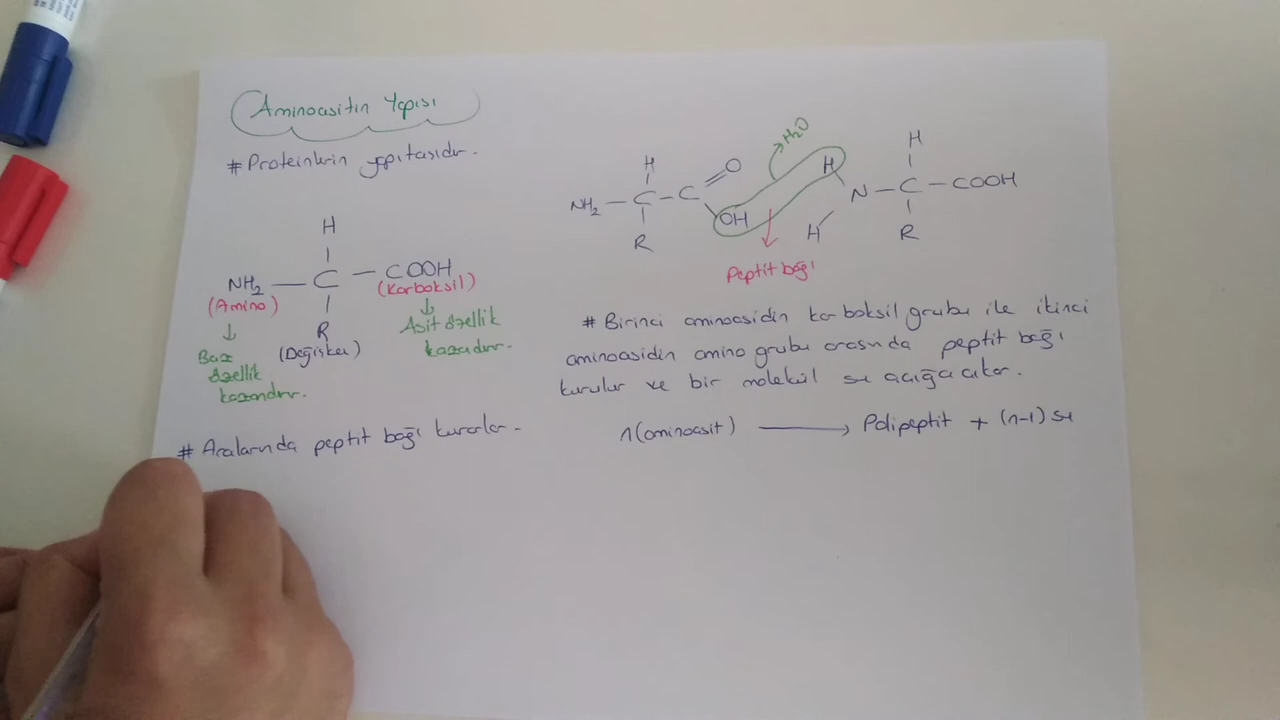 Aminoasitin Yapısı
# Proteinlerin yapıtaşıdır.
H
NH₂ — C — COOH
(Amino) (Karboksil)
R
(Değişken)
Baz özellik kazandırır.
Asit özellik kazandırır.
# Aralarında peptit bağı kurarlar.
H₂O
H O H H
NH₂ — C — C OH N — C — COOH
R H R
Peptit bağı
# Birinci aminoasidin karboksil grubu ile ikinci
aminoasidin amino grubu arasında peptit bağı
kurulur ve bir molekül su açığa çıkar.
n(aminoasit) → Polipeptit + (n-1) su